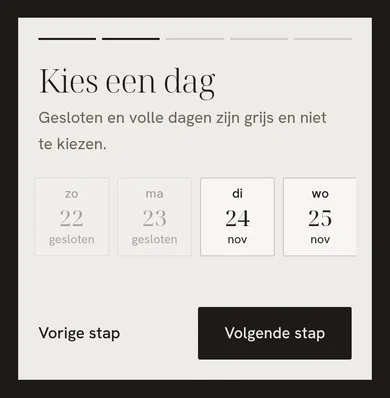 Kies een dag
Gesloten en volle dagen zijn grijs en niet
te kiezen.
zo ma di wo
22 23 24 25
gesloten gesloten nov nov
Vorige stap Volgende stap